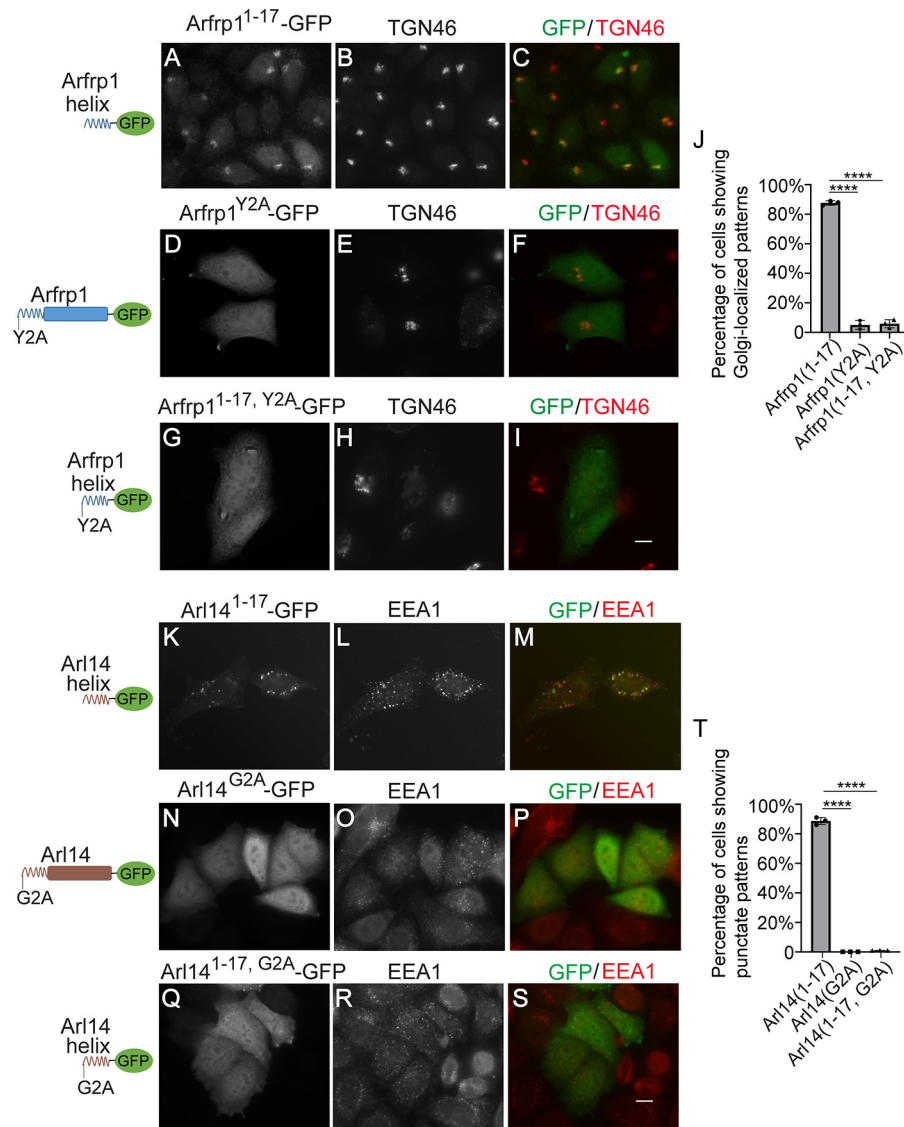 Arfrp1 1-17-GFP TGN46 GFP/TGN46
A B C
Arfrp1
helix
GFP
Arfrp1 Y2A-GFP TGN46 GFP/TGN46
D E F
Arfrp1
GFP
Y2A
Arfrp1 1-17, Y2A-GFP TGN46 GFP/TGN46
G H I
Arfrp1
helix
GFP
Y2A
J
Percentage of cells showing
Golgi-localized patterns
****
****
100%
80%
60%
40%
20%
0
Arfrp1(1-17)
Arfrp1(Y2A)
Arfrp1(1-17, Y2A)
Arl14 1-17-GFP EEA1 GFP/EEA1
K L M
Arl14
helix
GFP
Arl14 G2A-GFP EEA1 GFP/EEA1
N O P
Arl14
GFP
G2A
Arl14 1-17, G2A-GFP EEA1 GFP/EEA1
Q R S
Arl14
helix
GFP
G2A
T
Percentage of cells showing
punctate patterns
****
****
100%
80%
60%
40%
20%
0
Arl14(1-17)
Arl14(G2A)
Arl14(1-17, G2A)